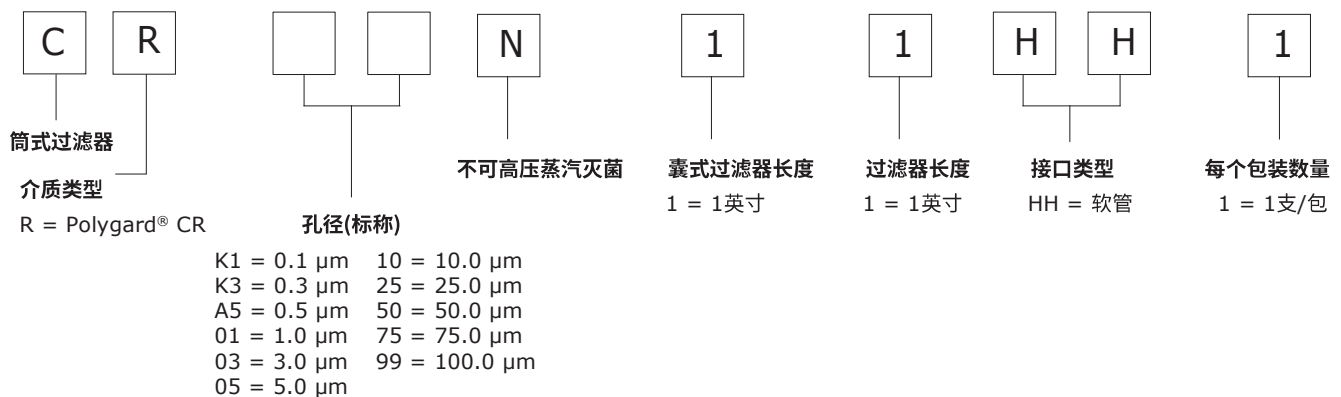 C R N 1 1 H H 1
筒式过滤器
介质类型
R = Polygard® CR
孔径(标称)
K1 = 0.1 µm 10 = 10.0 µm
K3 = 0.3 µm 25 = 25.0 µm
A5 = 0.5 µm 50 = 50.0 µm
01 = 1.0 µm 75 = 75.0 µm
03 = 3.0 µm 99 = 100.0 µm
05 = 5.0 µm
不可高压蒸汽灭菌
囊式过滤器长度
1 = 1英寸
过滤器长度
1 = 1英寸
接口类型
HH = 软管
每个包装数量
1 = 1支/包